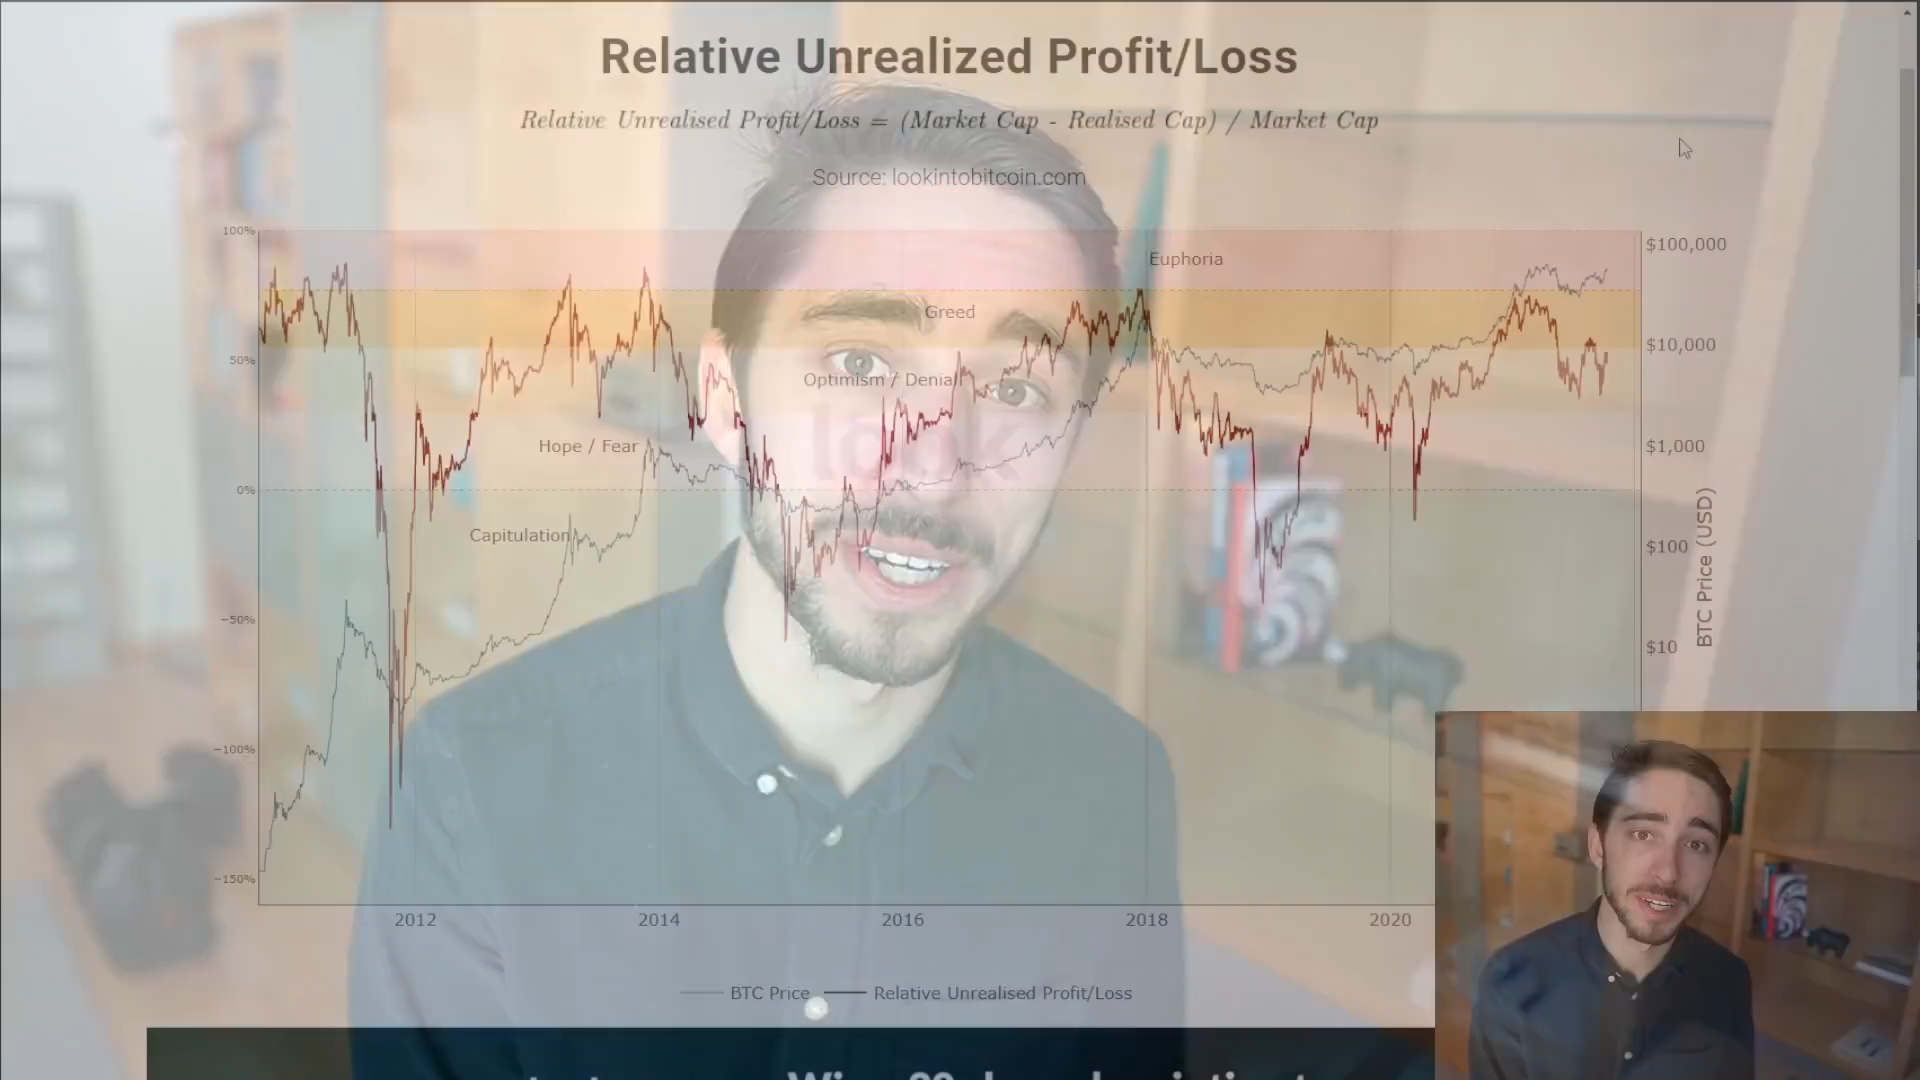 Relative Unrealized Profit/Loss
Relative Unrealised Profit/Loss = (Market Cap - Realised Cap) / Market Cap
Source: lookintobitcoin.com
100%
50%
0%
−50%
−100%
−150%
Euphoria
Greed
Optimism / Denial
Hope / Fear
Capitulation
look
$100,000
$10,000
$1,000
$100
$10
BTC Price (USD)
2012
2014
2016
2018
2020
BTC Price
Relative Unrealised Profit/Loss